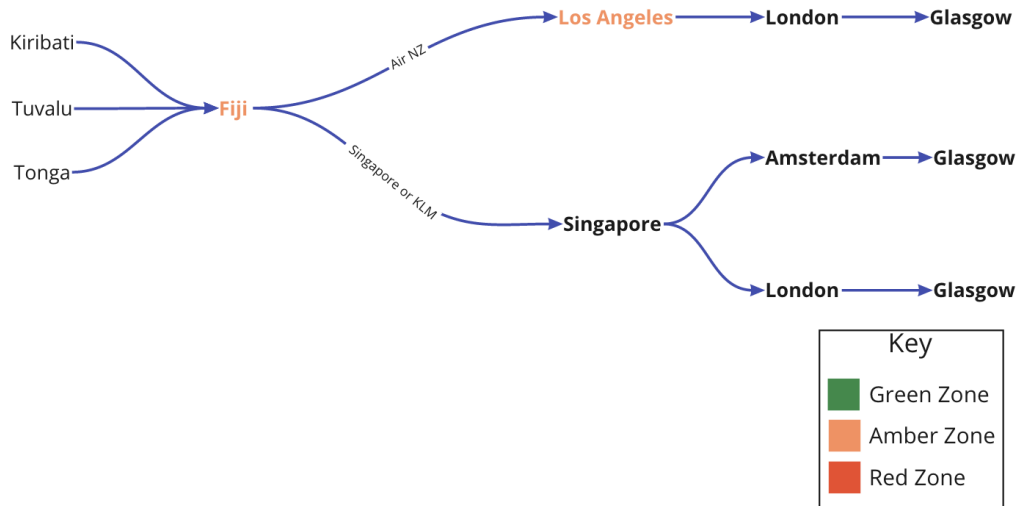 Kiribati
Tuvalu
Tonga
Fiji
Air NZ
Singapore or KLM
Los Angeles
London
Glasgow
Singapore
Amsterdam
Glasgow
London
Glasgow
Key
Green Zone
Amber Zone
Red Zone